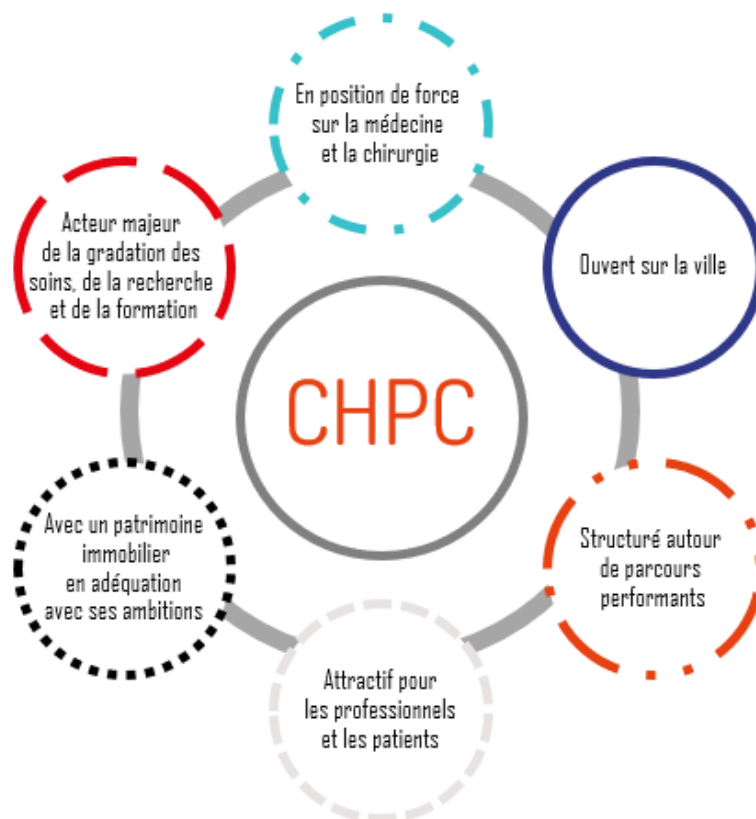 En position de force
sur la médecine
et la chirurgie
Ouvert sur la ville
Structuré autour
de parcours
performants
Attractif pour
les professionnels
et les patients
Avec un patrimoine
immobilier
en adéquation
avec ses ambitions
Acteur majeur
de la gradation des
soins, de la recherche
et de la formation
CHPC